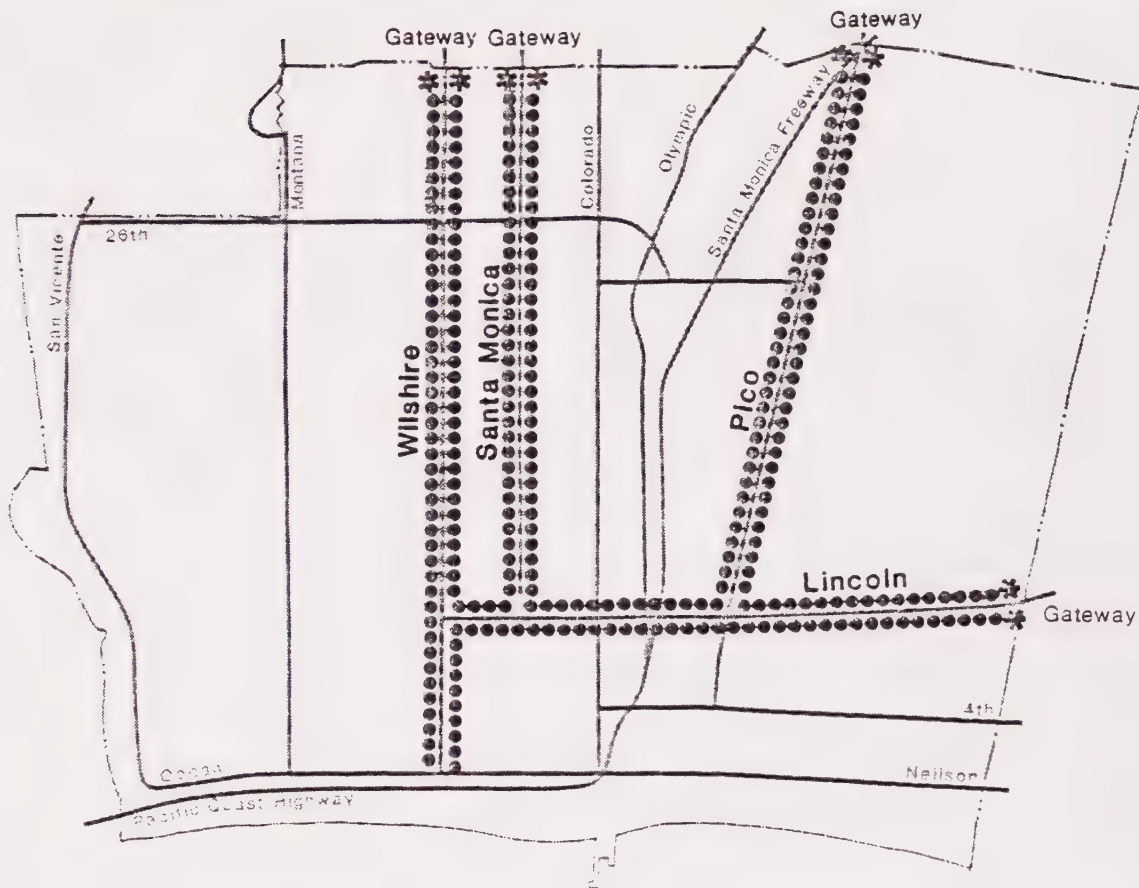 Gateway
Gateway
Gateway
Montana
Colorado
Olympic
Santa Monica Freeway
26th
San Vicente
Wilshire
Santa Monica
Pico
Lincoln
Gateway
4th
Ocean
Neilson
Pacific Coast Highway